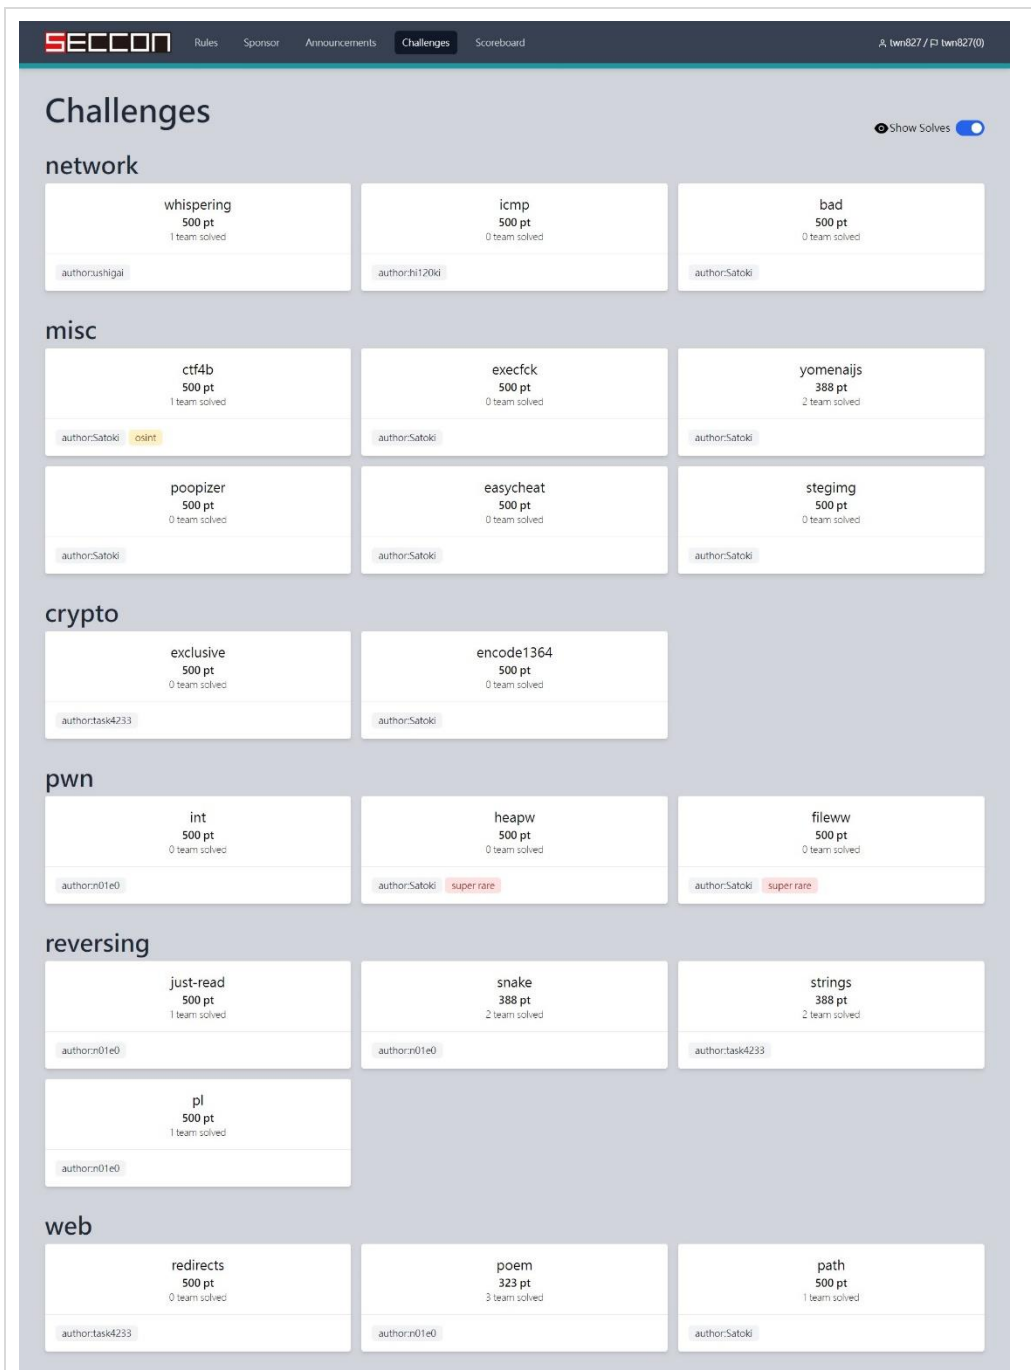 SECCON Rules Sponsor Announcements Challenges Scoreboard twn827 / twn827(0)
Challenges
Show Solves
network
whispering
500 pt
1 team solved
author:ushigai
icmp
500 pt
0 team solved
author:hi120ki
bad
500 pt
0 team solved
author:Satoki
misc
ctf4b
500 pt
1 team solved
author:Satoki osint
execfck
500 pt
0 team solved
author:Satoki
yomenaijs
388 pt
2 team solved
author:Satoki
poopizer
500 pt
0 team solved
author:Satoki
easycheat
500 pt
0 team solved
author:Satoki
stegimg
500 pt
0 team solved
author:Satoki
crypto
exclusive
500 pt
0 team solved
author:task4233
encode1364
500 pt
0 team solved
author:Satoki
pwn
int
500 pt
0 team solved
author:n01e0
heapw
500 pt
0 team solved
author:Satoki super rare
fileww
500 pt
0 team solved
author:Satoki super rare
reversing
just-read
500 pt
1 team solved
author:n01e0
snake
388 pt
2 team solved
author:n01e0
strings
388 pt
2 team solved
author:task4233
pl
500 pt
1 team solved
author:n01e0
web
redirects
500 pt
0 team solved
author:task4233
poem
323 pt
3 team solved
author:n01e0
path
500 pt
1 team solved
author:Satoki